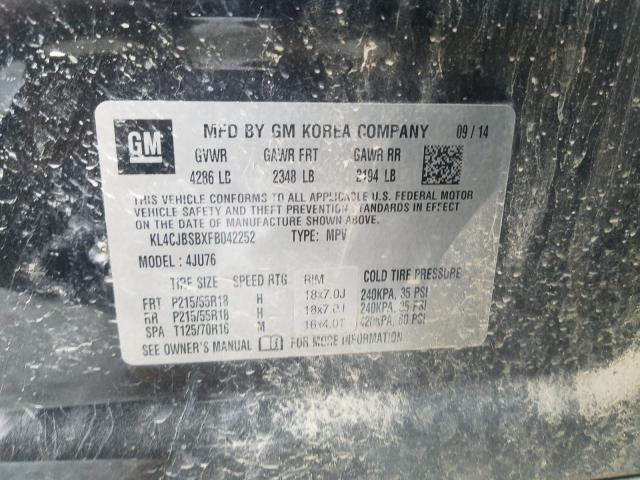 GM MFD BY GM KOREA COMPANY 09/14
GVWR GAWR FRT GAWR RR
4286 LB 2348 LB 2194 LB
THIS VEHICLE CONFORMS TO ALL APPLICABLE U.S. FEDERAL MOTOR
VEHICLE SAFETY AND THEFT PREVENTION STANDARDS IN EFFECT
ON THE DATE OF MANUFACTURE SHOWN ABOVE.
KL4CJBSBXFB042252 TYPE: MPV
MODEL: 4JU76
TIRE SIZE SPEED RTG RIM COLD TIRE PRESSURE
FRT P215/55R18 H 18x7.0J 240KPA, 35 PSI
RR P215/55R18 H 18x7.0J 240KPA, 35 PSI
SPA T125/70R16 M 16x4.0T 420KPA, 60 PSI
SEE OWNER'S MANUAL FOR MORE INFORMATION